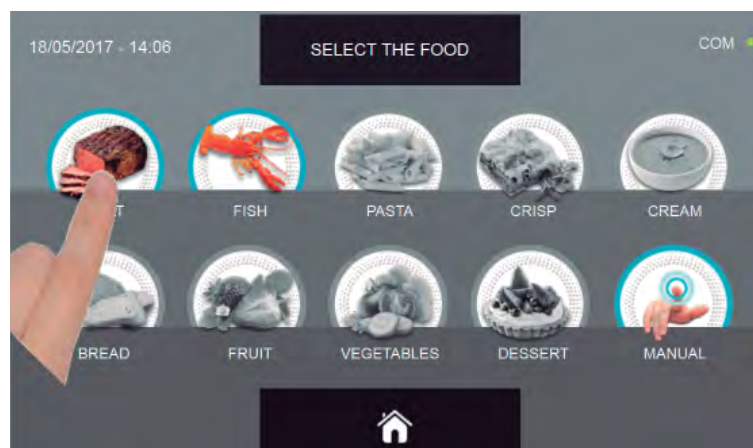 18/05/2017 - 14:06
SELECT THE FOOD
COM
FISH
PASTA
CRISP
CREAM
BREAD
FRUIT
VEGETABLES
DESSERT
MANUAL